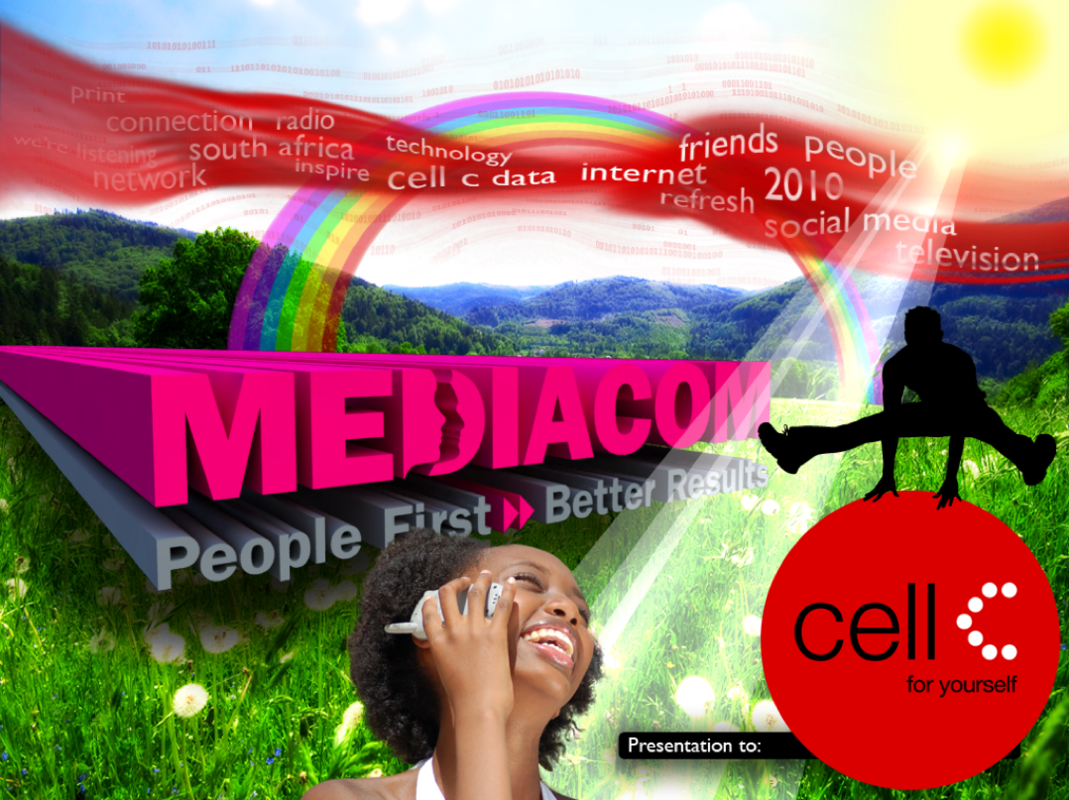 print
connection radio
technology
friends people
we're listening south africa
network inspire cell c data internet
refresh 2010
social media
television
MEDIACOM
People First Better Results
cell c
for yourself
Presentation to: